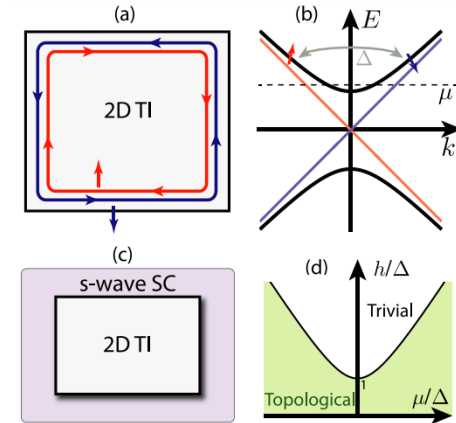 (a)
2D TI
(b)
E
Δ
μ
k
(c)
s-wave SC
2D TI
(d)
h/Δ
Trivial
1
Topological
μ/Δ